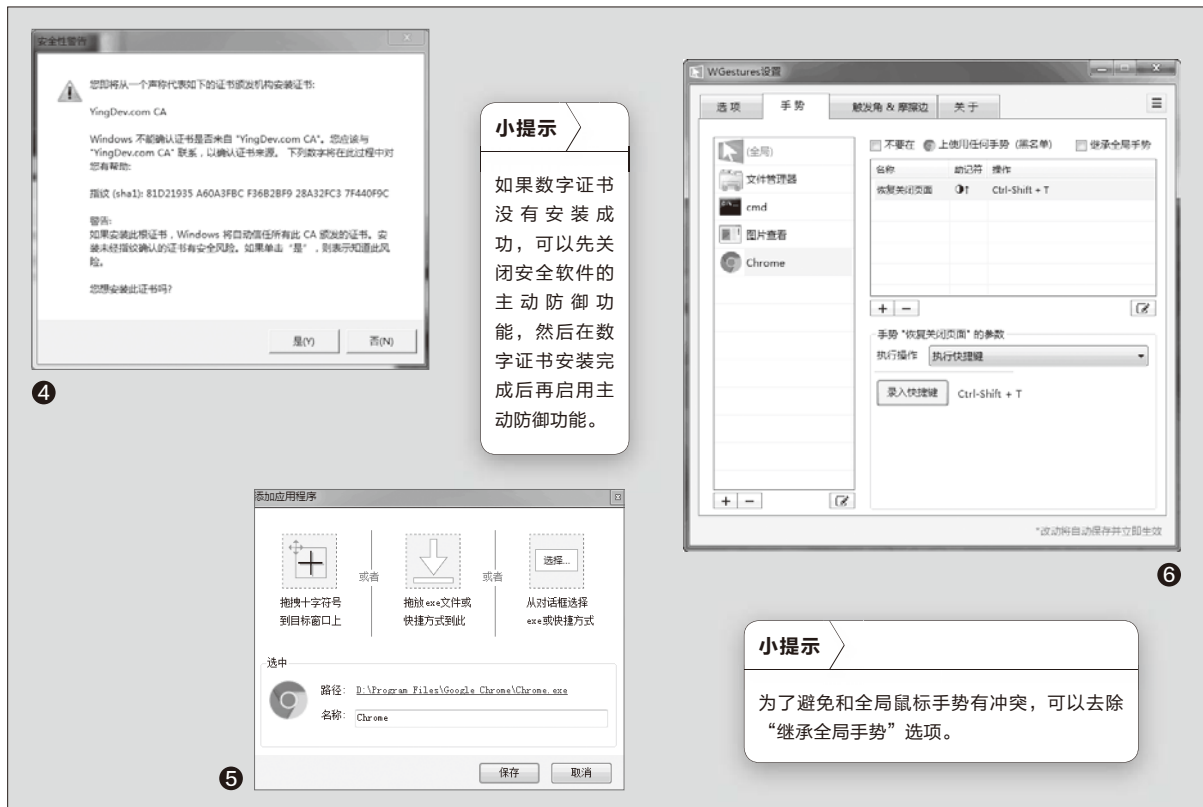 安全性警告
您即将从一个声称代表如下的证书颁发机构安装证书:
YingDev.com CA
Windows 不能确认证书是否来自 "YingDev.com CA"。您应该与
"YingDev.com CA" 联系，以确认证书来源。 下列数字将在此过程中对
您有帮助:
指纹 (sha1): 81D21935 A60A3FBC F36B2BF9 28A32FC3 7F440F9C
警告:
如果安装此根证书，Windows 将自动信任所有此 CA 颁发的证书。安
装未经指纹确认的证书有安全风险。如果单击 "是" ，则表示知道此风
险。
您想安装此证书吗?
是(Y)
否(N)
❹
小提示
如果数字证书
没有安装成
功，可以先关
闭安全软件的
主动防御功
能，然后在数
字证书安装完
成后再启用主
动防御功能。
添加应用程序
或者
选择...
或者
拖拽十字符号
到目标窗口上
拖放exe文件或
快捷方式到此
从对话框选择
exe或快捷方式
选中
路径: D:\Program Files\Google Chrome\Chrome.exe
名称: Chrome
保存
取消
❺
WGestures设置
选项
手势
触发角 & 摩擦边
关于
(全局)
文件管理器
cmd
图片查看
Chrome
不要在 上使用任何手势（黑名单）
继承全局手势
名称 助记符 操作
恢复关闭页面 Ctrl-Shift + T
手势 "恢复关闭页面" 的参数
执行操作 执行快捷键
录入快捷键 Ctrl-Shift + T
*改动将自动保存并立即生效
❻
小提示
为了避免和全局鼠标手势有冲突，可以去除
“继承全局手势”选项。